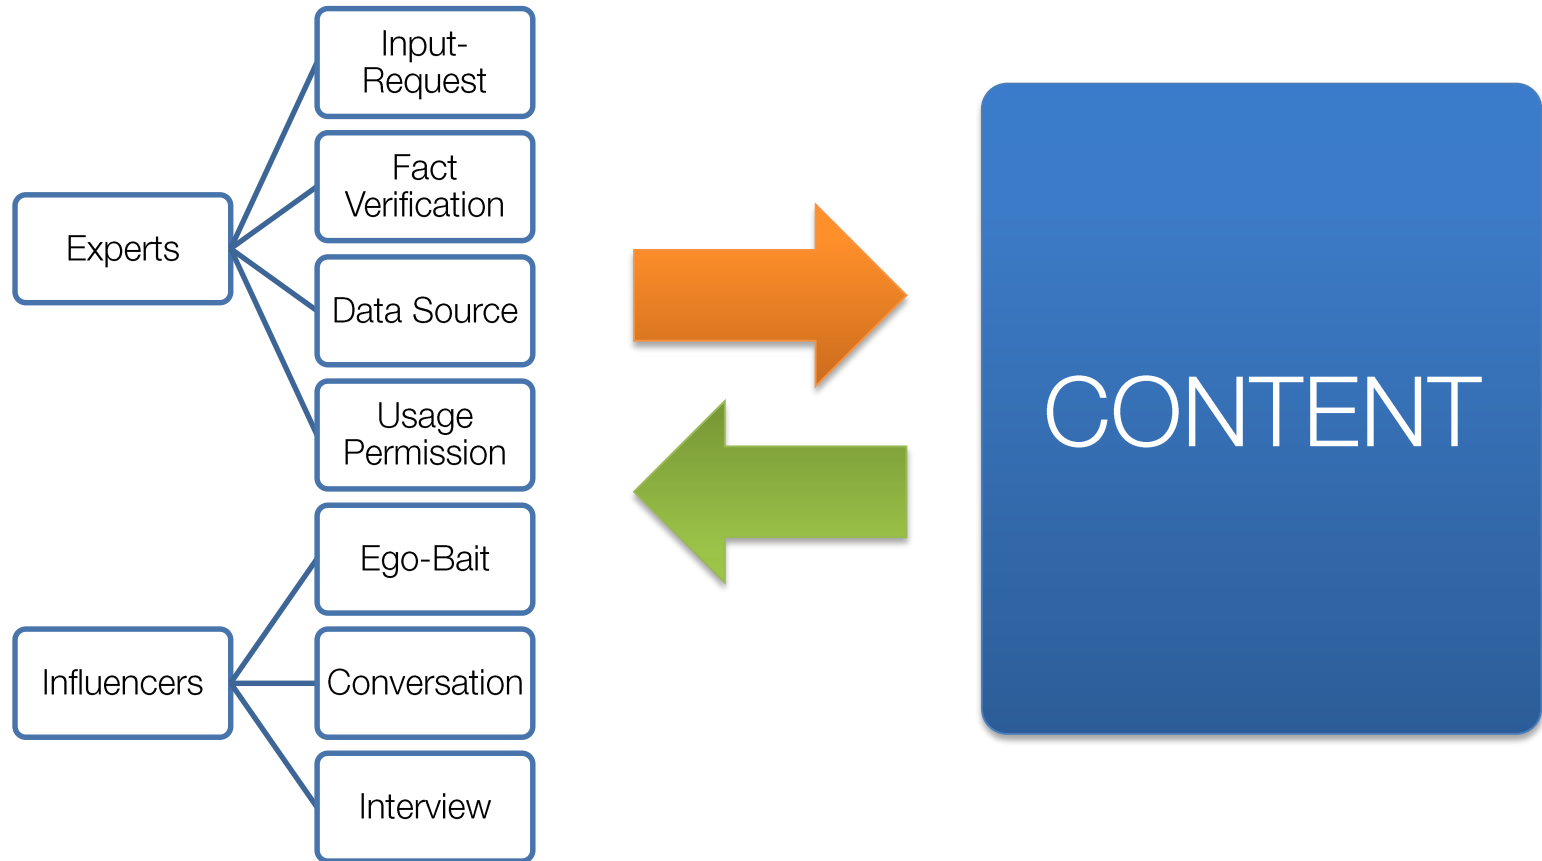 Input-
Request
Fact
Verification
Experts
Data Source
Usage
Permission
Ego-Bait
Influencers
Conversation
Interview
CONTENT